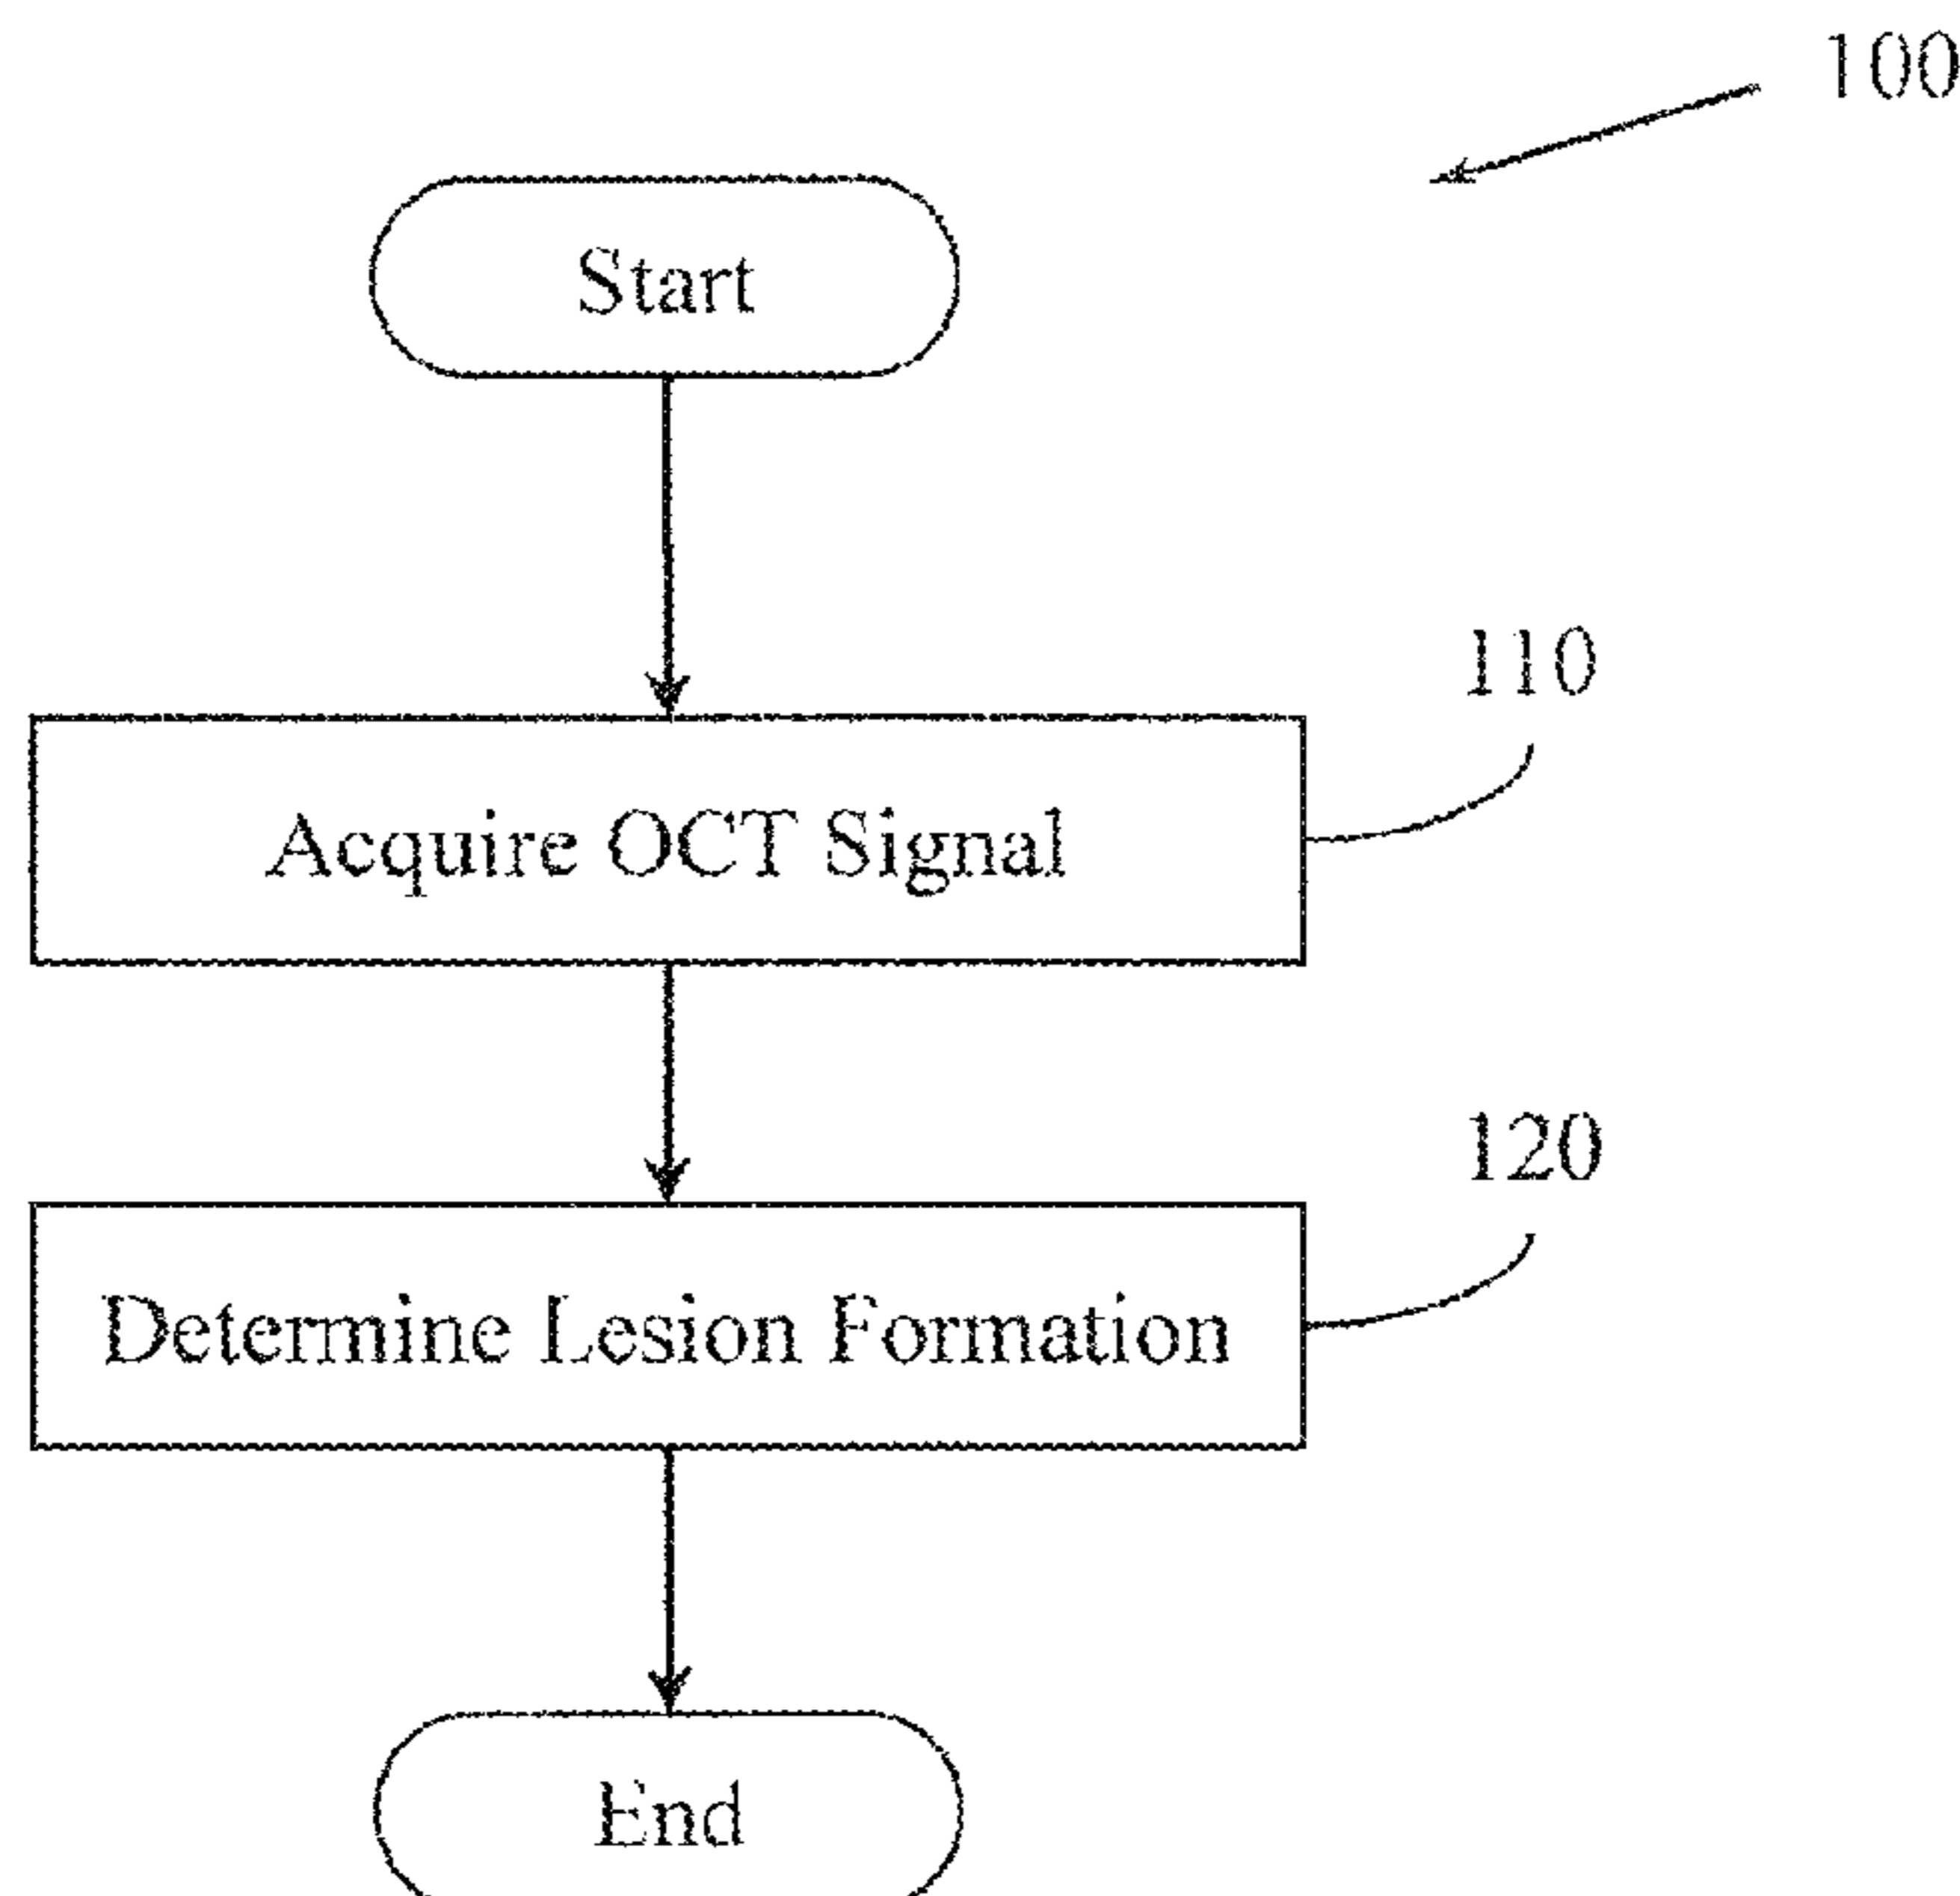 100
Start
110
Acquire OCT Signal
120
Determine Lesion Formation
End